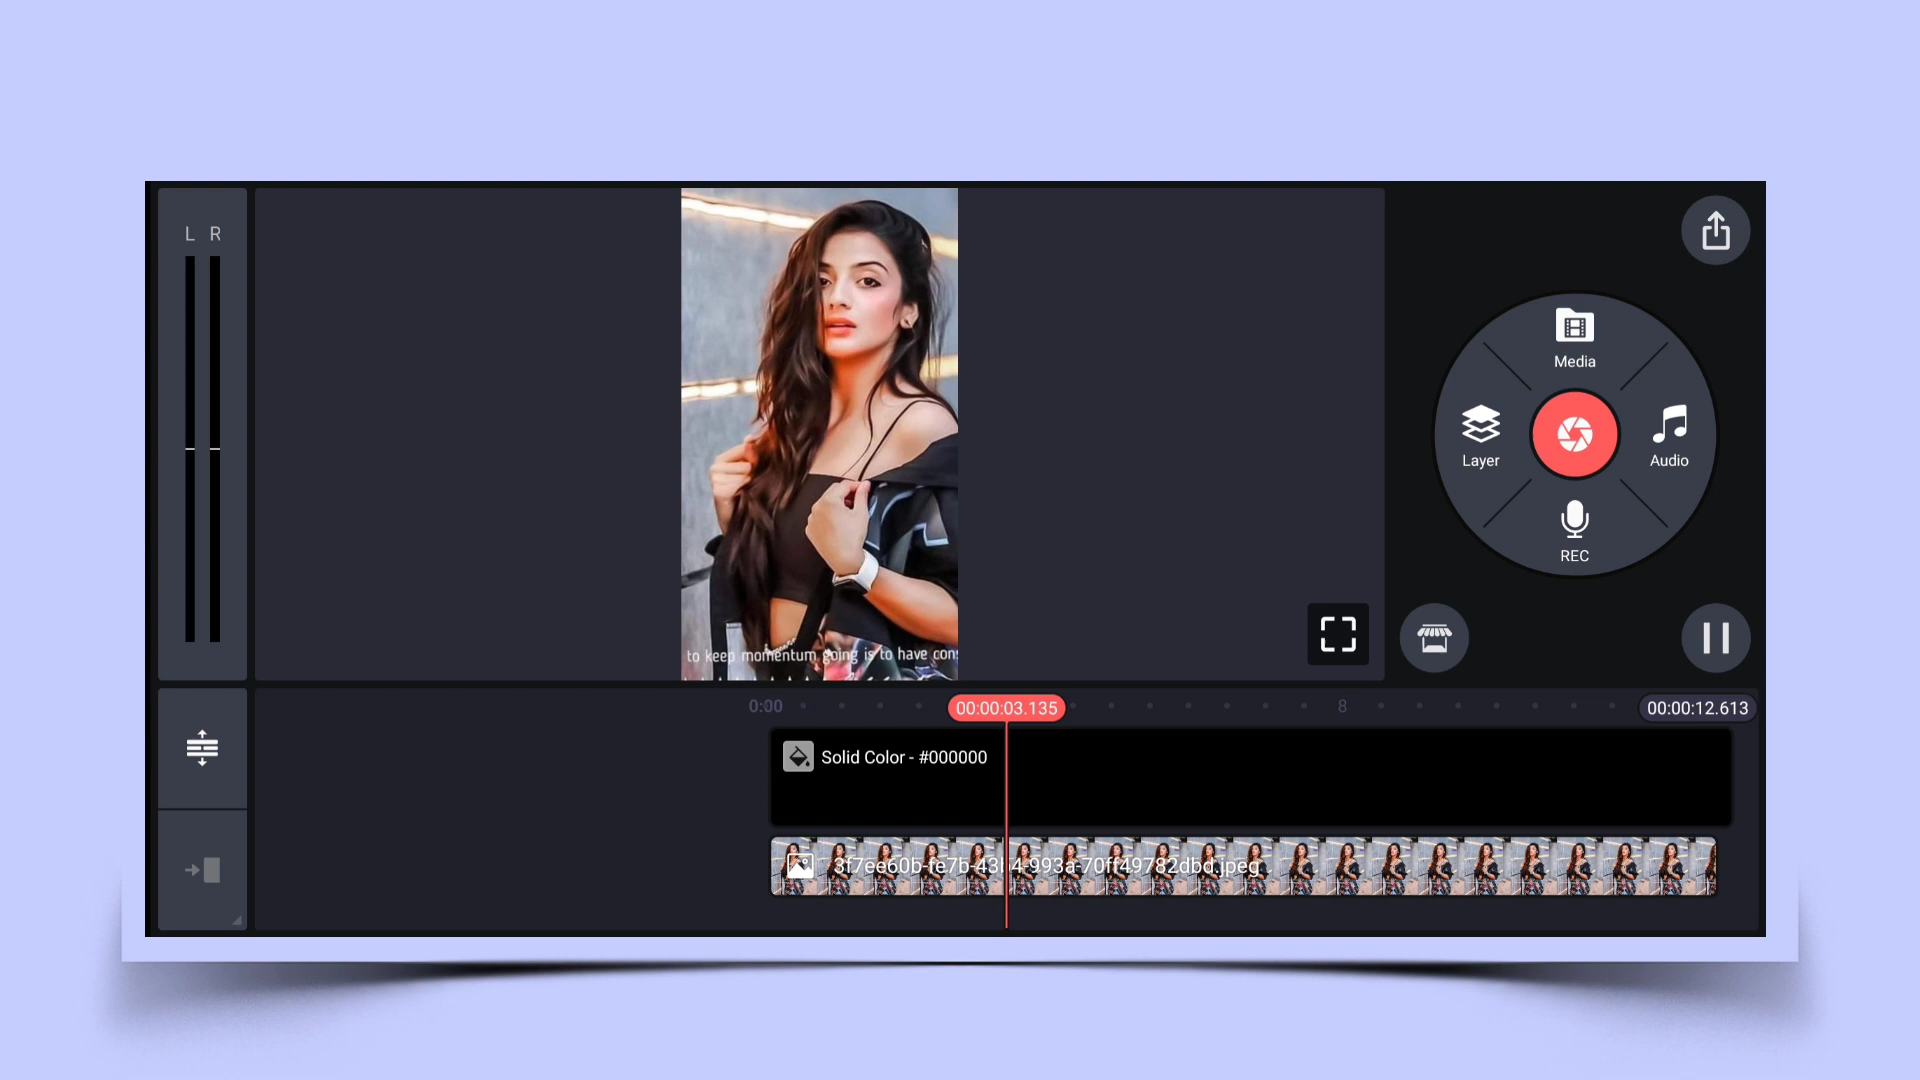 L R
Media
Layer
Audio
REC
to keep momentum going is to have con
0:00
00:00:03.135
8
00:00:12.613
Solid Color - #000000
3f7ee60b-fe7b-43b4-993a-70ff49782dbd.jpeg